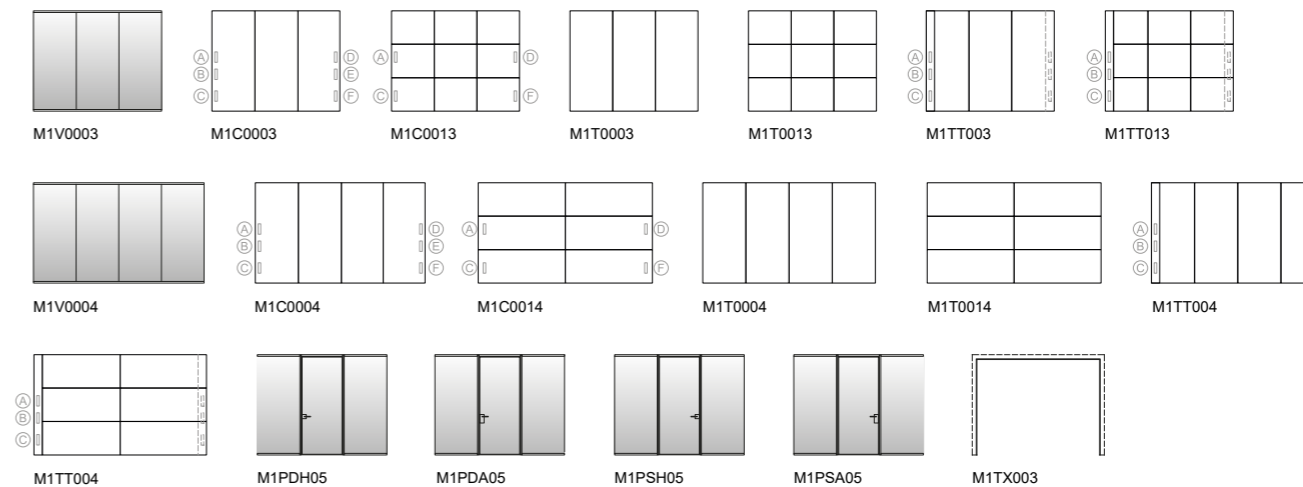 A D A D A A
B E B B
C F C F C C
M1V0003 M1C0003 M1C0013 M1T0003 M1T0013 M1TT003 M1TT013
A D A D A
B E B
C F C F C
M1V0004 M1C0004 M1C0014 M1T0004 M1T0014 M1TT004
A
B
C
M1TT004 M1PDH05 M1PDA05 M1PSH05 M1PSA05 M1TX003